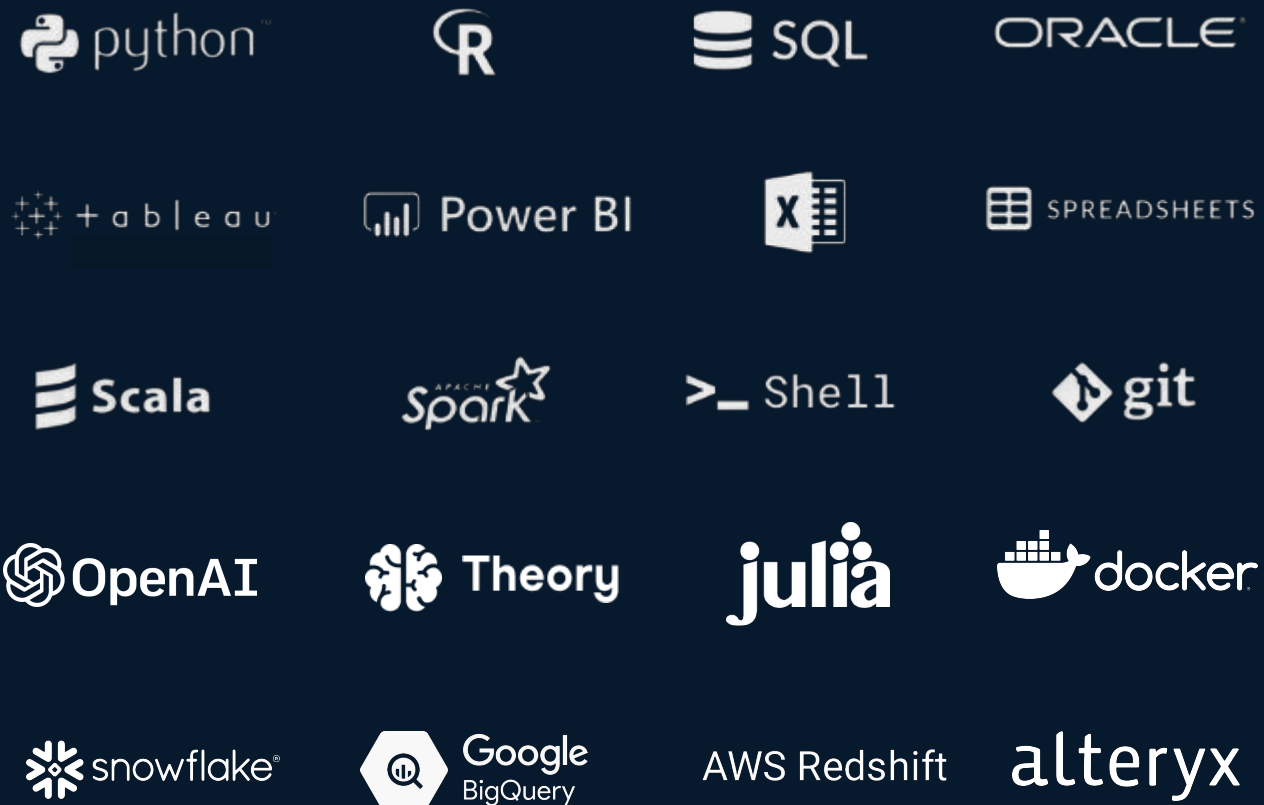 python™
R
SQL
ORACLE®
+ a b l e a u
Power BI
X
SPREADSHEETS
Scala
APACHE
Spark
>_ Shell
git
OpenAI
Theory
julia
docker
snowflake®
Google
BigQuery
AWS Redshift
alteryx